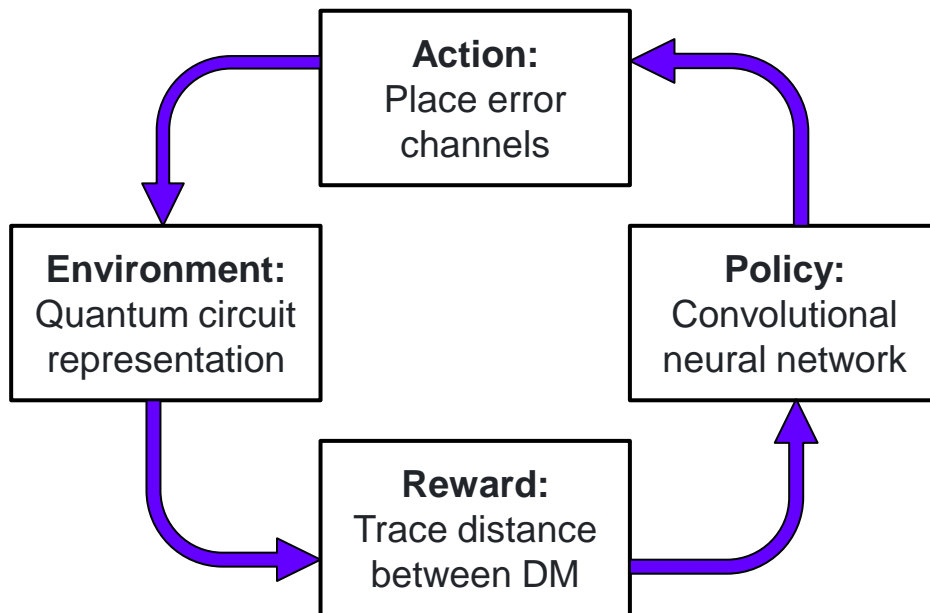 Action:
Place error
channels
Environment:
Quantum circuit
representation
Policy:
Convolutional
neural network
Reward:
Trace distance
between DM